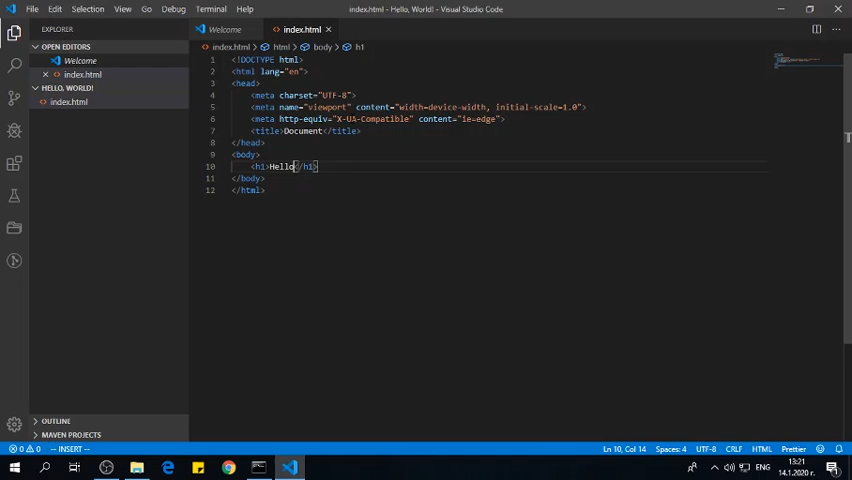 File Edit Selection View Go Debug Terminal Help index.html - Hello, World! - Visual Studio Code
EXPLORER
OPEN EDITORS
Welcome
index.html
HELLO, WORLD!
index.html
OUTLINE
MAVEN PROJECTS
Welcome index.html
index.html html body h1
1 <!DOCTYPE html>
2 <html lang="en">
3 <head>
4 <meta charset="UTF-8">
5 <meta name="viewport" content="width=device-width, initial-scale=1.0">
6 <meta http-equiv="X-UA-Compatible" content="ie=edge">
7 <title>Document</title>
8 </head>
9 <body>
10 <h1>Hello</h1>
11 </body>
12 </html>
0 0 -- INSERT -- Ln 10, Col 14 Spaces: 4 UTF-8 CRLF HTML Prettier
ENG 13:21
14.1.2020 г.